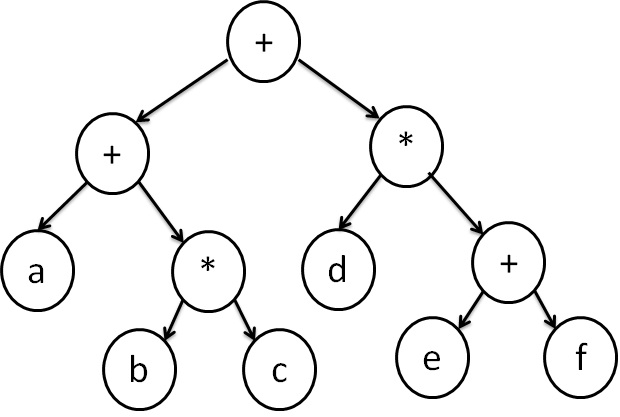 +
+ *
a * d +
b c e f